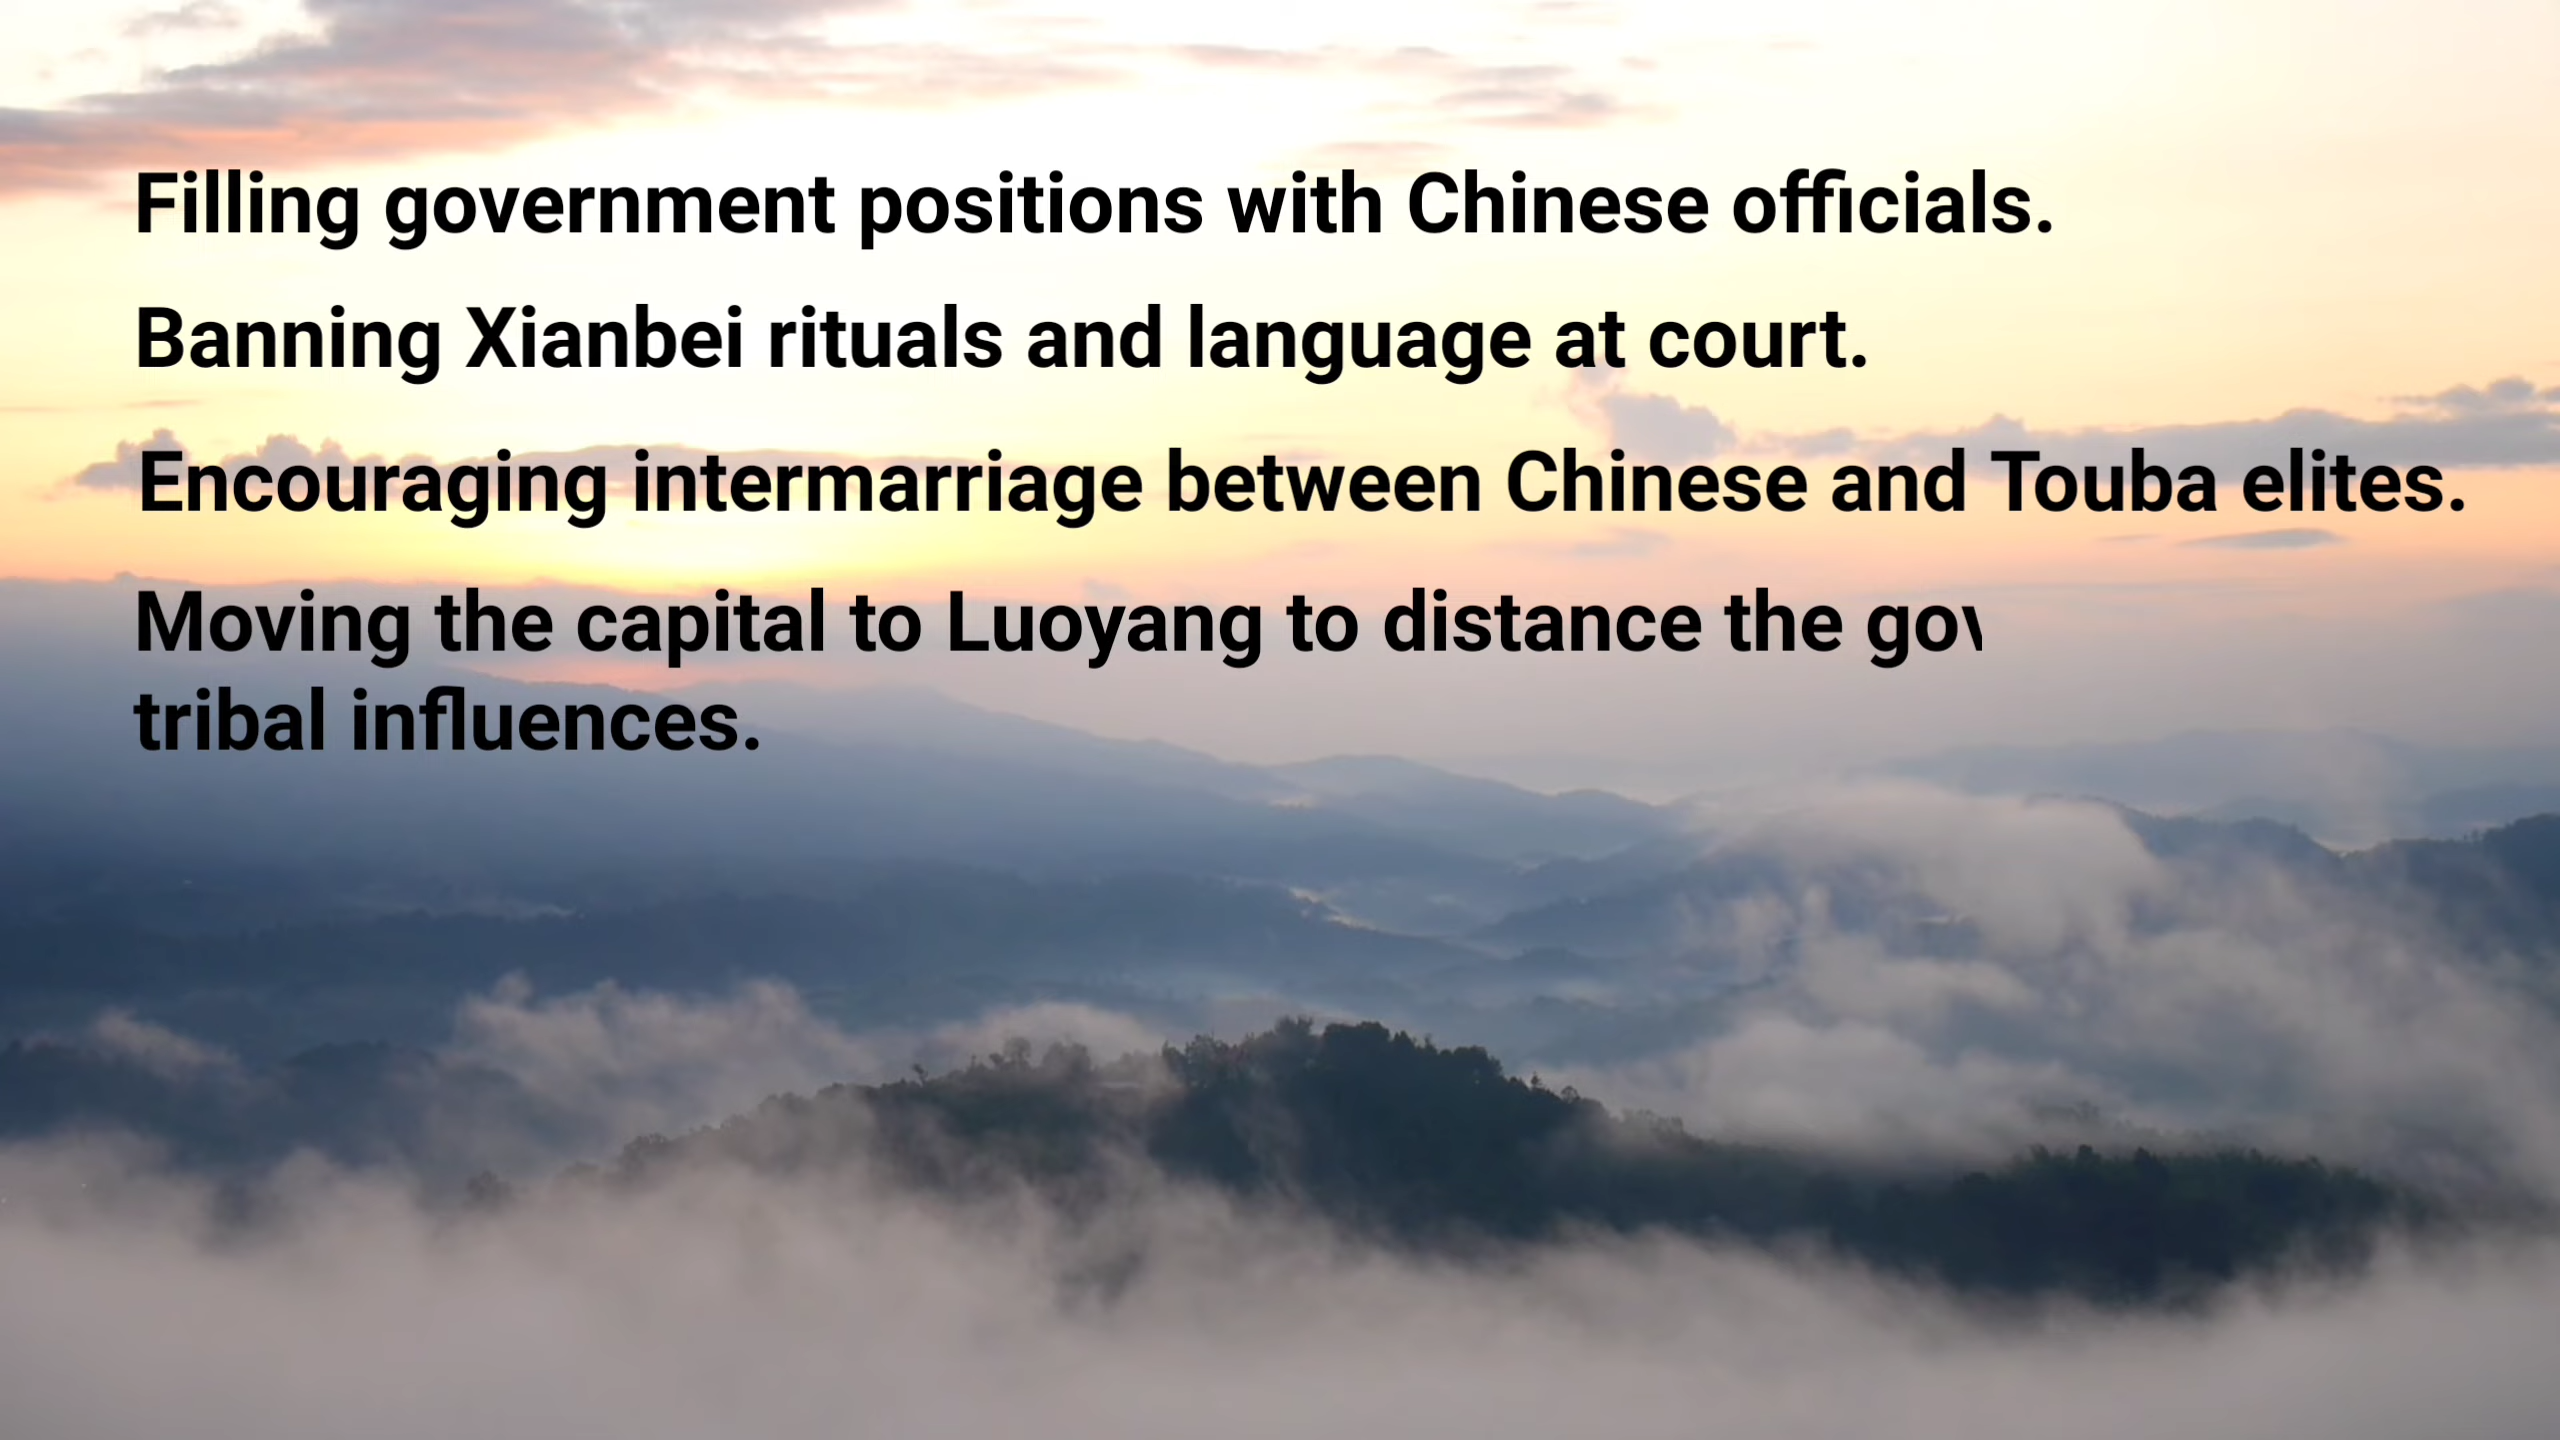 Filling government positions with Chinese officials.
Banning Xianbei rituals and language at court.
Encouraging intermarriage between Chinese and Touba elites.
Moving the capital to Luoyang to distance the
tribal influences.